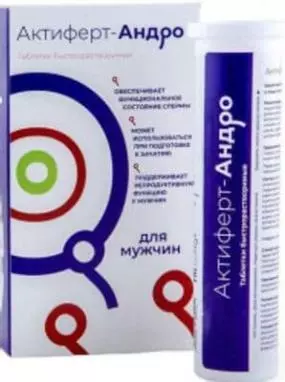 Актиферт-Андро
Таблетки быстрорастворимые
ОБЕСПЕЧИВАЕТ
ФУНКЦИОНАЛЬНОЕ
СОСТОЯНИЕ СПЕРМЫ
МОЖЕТ
ИСПОЛЬЗОВАТЬСЯ
ПРИ ПОДГОТОВКЕ
К ЗАЧАТИЮ
ПОДДЕРЖИВАЕТ
РЕПРОДУКТИВНУЮ
ФУНКЦИЮ
У МУЖЧИН
для
мужчин
Актиферт-Андро
Таблетки быстрорастворимые